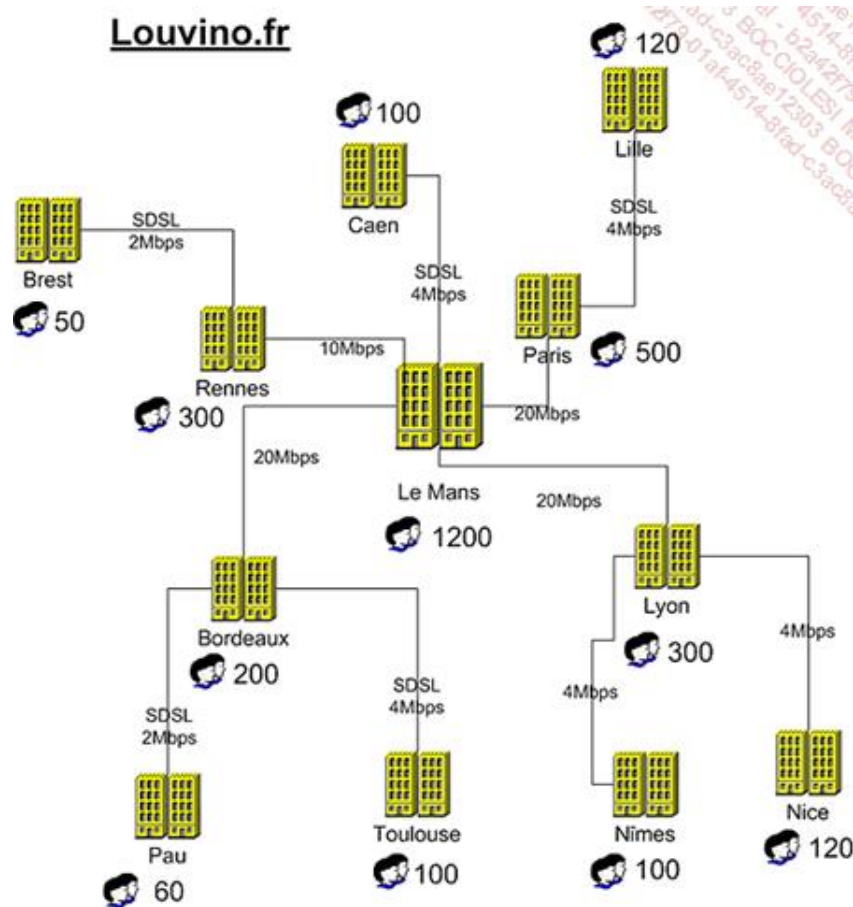 Louvino.fr
120
Lille
100
Caen
SDSL
4Mbps
SDSL
2Mbps
Brest
50
SDSL
4Mbps
Paris
500
10Mbps
Rennes
300
20Mbps
20Mbps
Le Mans
1200
20Mbps
Bordeaux
200
Lyon
300
4Mbps
4Mbps
SDSL
2Mbps
SDSL
4Mbps
Pau
60
Toulouse
100
Nîmes
100
Nice
120